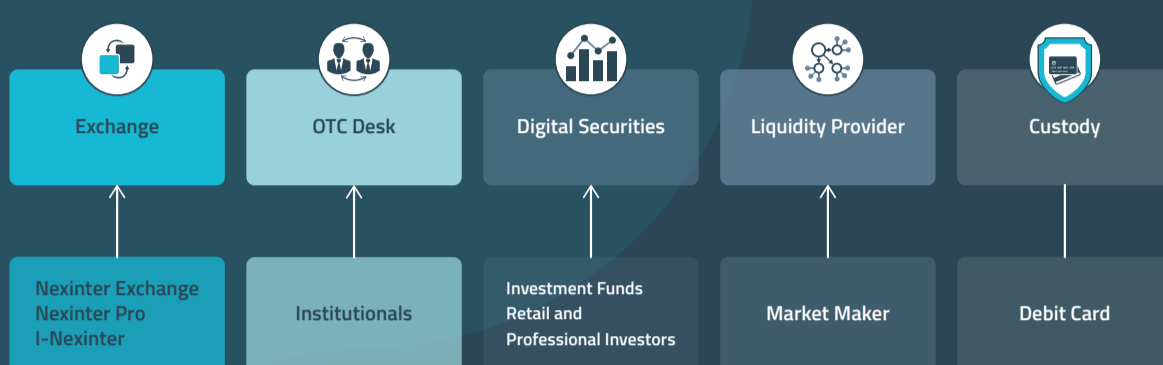 Exchange
OTC Desk
Digital Securities
Liquidity Provider
Custody
Nexinter Exchange
Nexinter Pro
I-Nexinter
Institutionals
Investment Funds
Retail and
Professional Investors
Market Maker
Debit Card